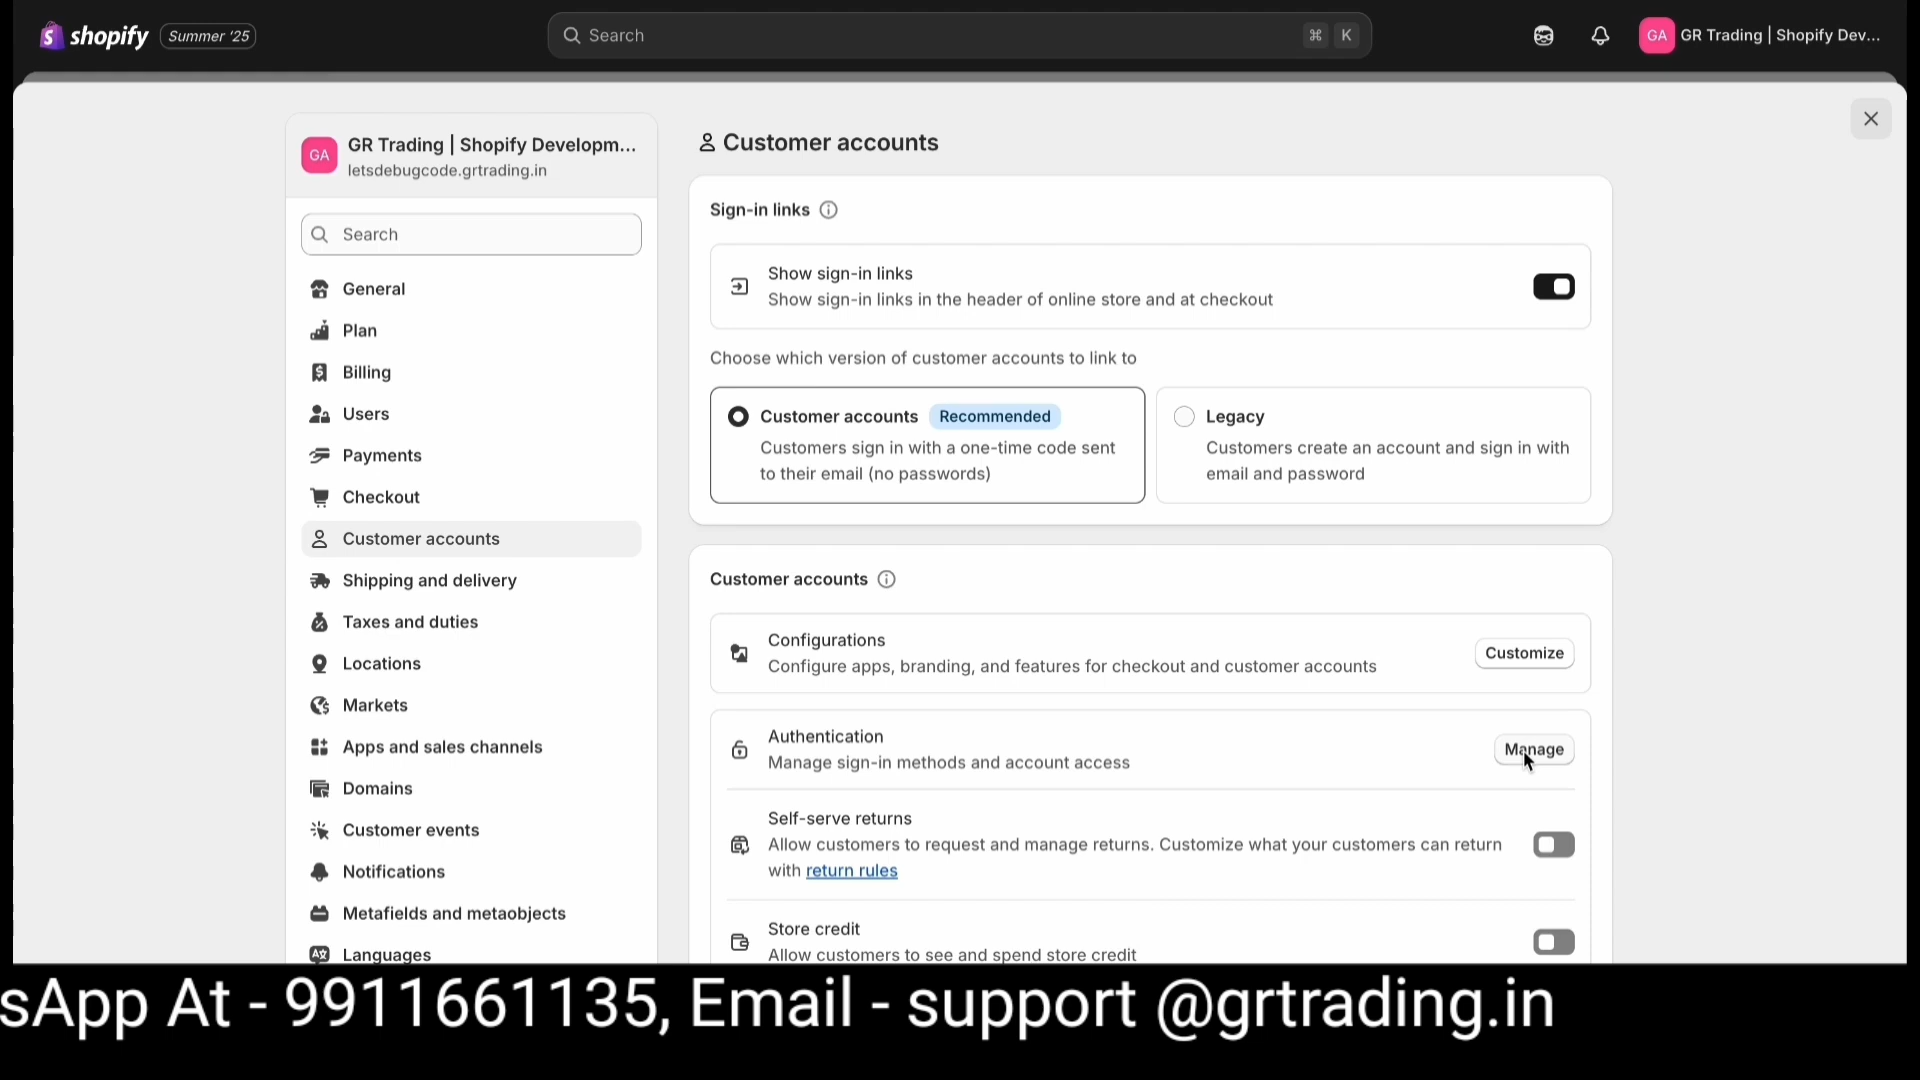 shopify Summer '25
Search
⌘ K
GA GR Trading | Shopify Dev...
GA
GR Trading | Shopify Developm...
letsdebugcode.grtrading.in
Search
General
Plan
Billing
Users
Payments
Checkout
Customer accounts
Shipping and delivery
Taxes and duties
Locations
Markets
Apps and sales channels
Domains
Customer events
Notifications
Metafields and metaobjects
Languages
Customer accounts
Sign-in links
Show sign-in links
Show sign-in links in the header of online store and at checkout
Choose which version of customer accounts to link to
Customer accounts Recommended
Customers sign in with a one-time code sent
to their email (no passwords)
Legacy
Customers create an account and sign in with
email and password
Customer accounts
Configurations
Configure apps, branding, and features for checkout and customer accounts
Customize
Authentication
Manage sign-in methods and account access
Manage
Self-serve returns
Allow customers to request and manage returns. Customize what your customers can return
with return rules
Store credit
Allow customers to see and spend store credit
sApp At - 9911661135, Email - support @grtrading.in